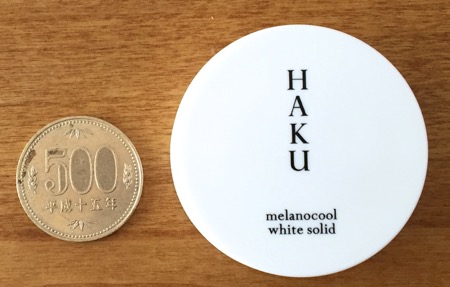 500
平成十五年
H
A
K
U
melanocool
white solid